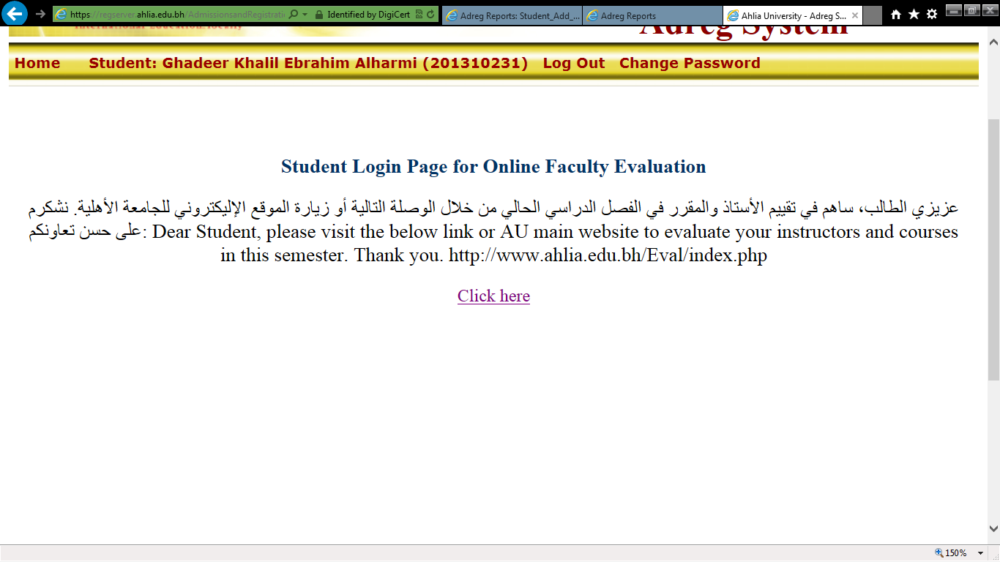 https://regserver.ahlia.edu.bh/AdmissionsandRegistrati
Identified by DigiCert
Adreg Reports: Student_Add_...
Adreg Reports
Ahlia University - Adreg S...
Adreg System
Home Student: Ghadeer Khalil Ebrahim Alharmi (201310231) Log Out Change Password
Student Login Page for Online Faculty Evaluation
عزيزي الطالب، ساهم في تقييم الأستاذ والمقرر في الفصل الدراسي الحالي من خلال الوصلة التالية أو زيارة الموقع الإليكتروني للجامعة الأهلية. نشكرم
على حسن تعاونكم: Dear Student, please visit the below link or AU main website to evaluate your instructors and courses
in this semester. Thank you. http://www.ahlia.edu.bh/Eval/index.php
Click here
150%